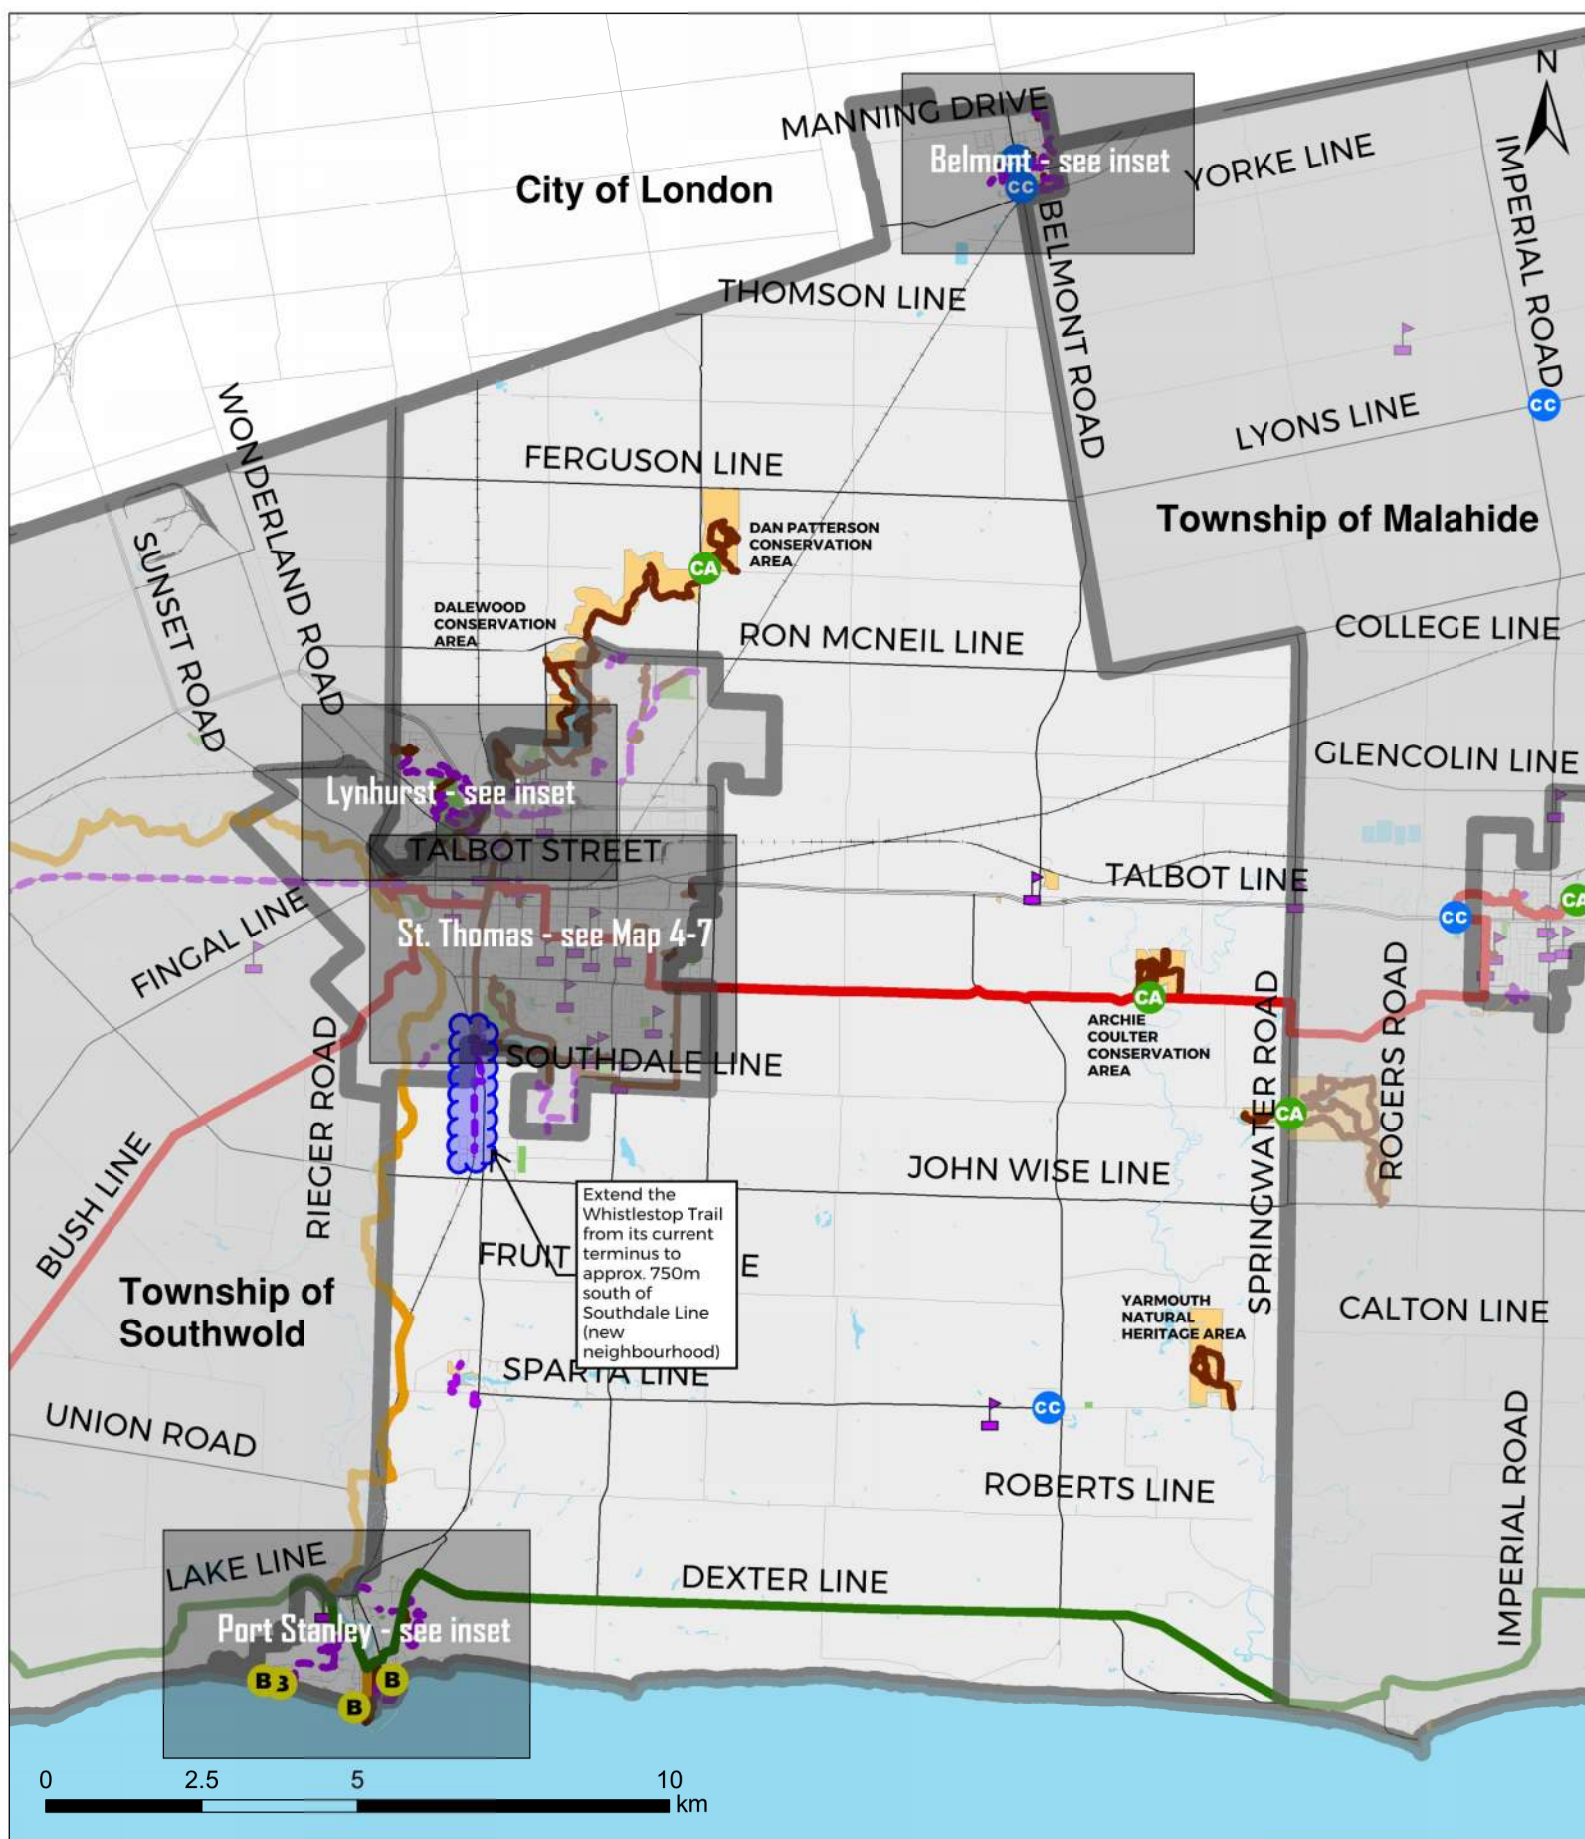 N
MANNING DRIVE
Belmont - see inset
CC
YORKE LINE
IMPERIAL ROAD
City of London
BELMONT ROAD
THOMSON LINE
CC
LYONS LINE
WONDERLAND ROAD
FERGUSON LINE
Township of Malahide
SUNSET ROAD
DAN PATTERSON
CONSERVATION
AREA
CA
DALEWOOD
CONSERVATION
AREA
RON MCNEIL LINE
COLLEGE LINE
GLENCOLIN LINE
Lynhurst - see inset
TALBOT STREET
TALBOT LINE
CA
CC
FINGAL LINE
St. Thomas - see Map 4-7
ROGERS ROAD
CA
ARCHIE
COULTER
CONSERVATION
AREA
SPRINGWATER ROAD
RIEGER ROAD
SOUTHDALE LINE
CA
BUSH LINE
JOHN WISE LINE
Extend the
Whistlestop Trail
from its current
terminus to
approx. 750m
south of
Southdale Line
(new
neighbourhood)
FRUIT
E
Township of
Southwold
YARMOUTH
NATURAL
HERITAGE AREA
CALTON LINE
SPARTA LINE
CC
UNION ROAD
IMPERIAL ROAD
ROBERTS LINE
LAKE LINE
DEXTER LINE
Port Stanley - see inset
B 3
B
B
0
2.5
5
10
km